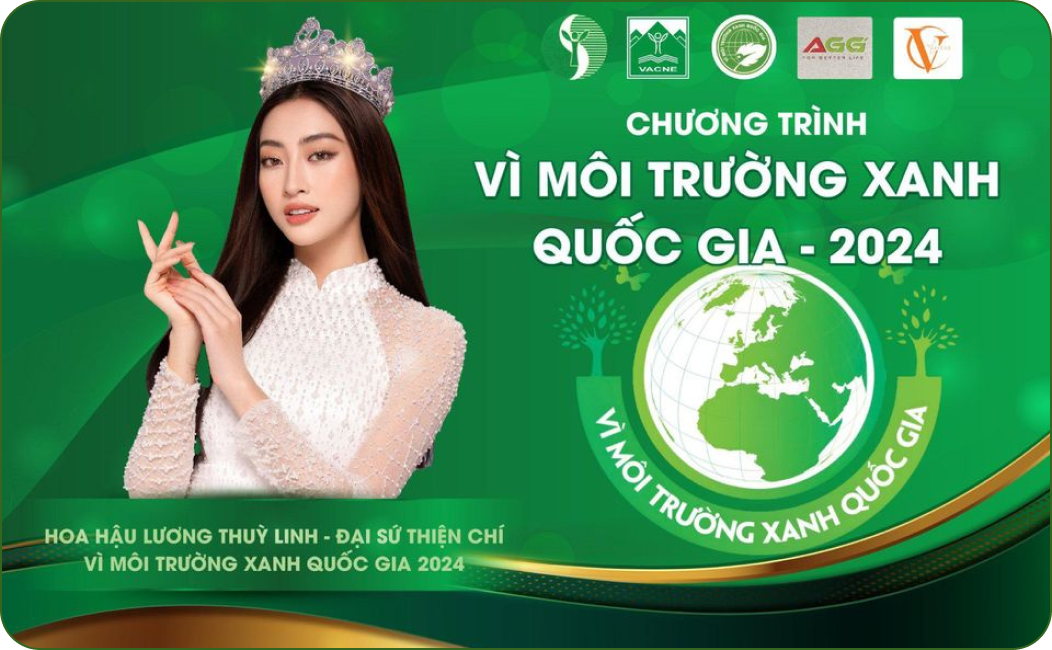 VACNE
AGG
FOR BETTER LIFE
VC
CHƯƠNG TRÌNH
VÌ MÔI TRƯỜNG XANH
QUỐC GIA - 2024
VÌ MÔI TRƯỜNG XANH QUỐC GIA
HOA HẬU LƯƠNG THUỲ LINH - ĐẠI SỨ THIỆN CHÍ
VÌ MÔI TRƯỜNG XANH QUỐC GIA 2024